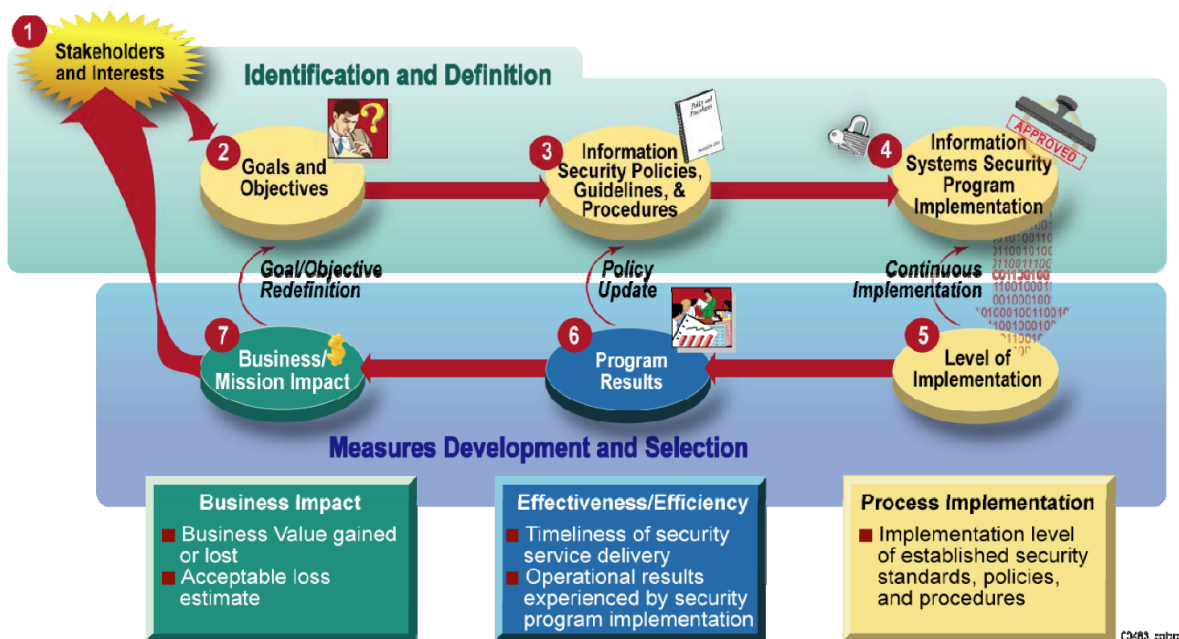 1
Stakeholders
and Interests
Identification and Definition
2
Goals and
Objectives
3
Information
Security Policies,
Guidelines, &
Procedures
Policy and
Procedures
4
Information
Systems Security
Program
Implementation
APPROVED
Goal/Objective
Redefinition
Policy
Update
Continuous
Implementation
7
Business/
Mission Impact
$
6
Program
Results
5
Level of
Implementation
Measures Development and Selection
Business Impact
Business Value gained
or lost
Acceptable loss
estimate
Effectiveness/Efficiency
Timeliness of security
service delivery
Operational results
experienced by security
program implementation
Process Implementation
Implementation level
of established security
standards, policies,
and procedures